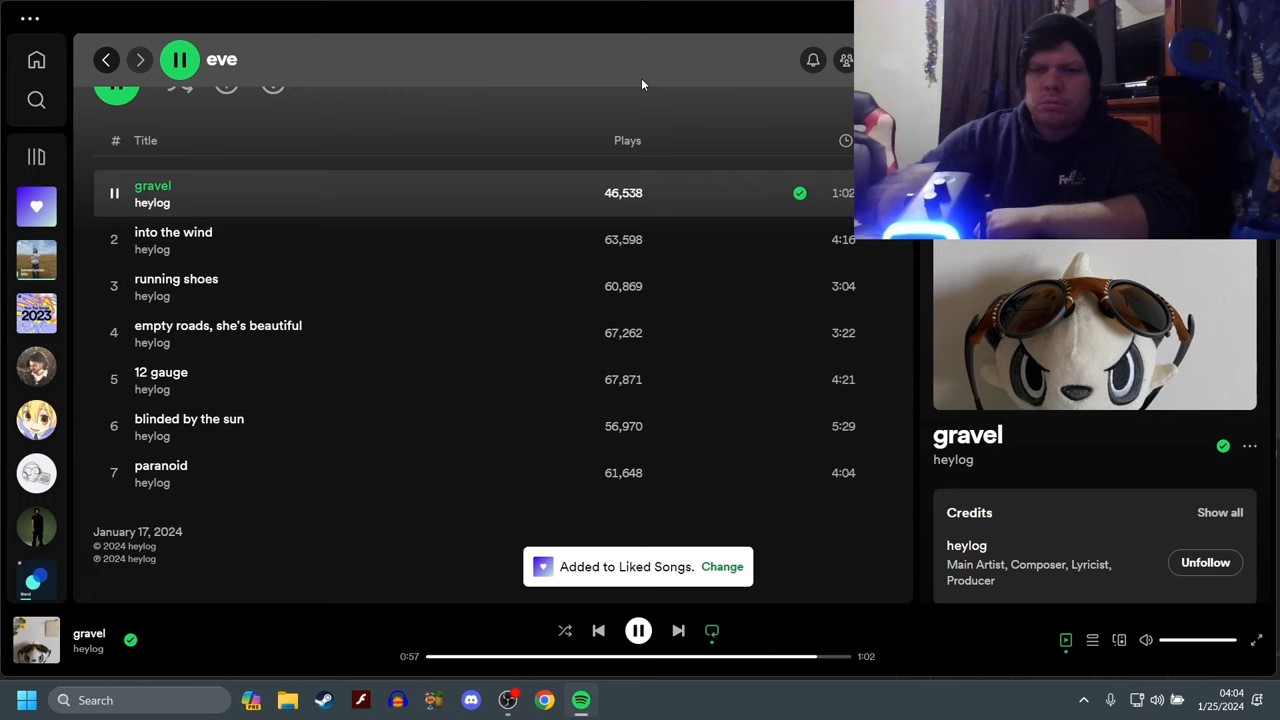 eve
# Title Plays
gravel
heylog
46,538
1:02
2
into the wind
heylog
63,598
4:16
3
running shoes
heylog
60,869
3:04
4
empty roads, she's beautiful
heylog
67,262
3:22
5
12 gauge
heylog
67,871
4:21
6
blinded by the sun
heylog
56,970
5:29
7
paranoid
heylog
61,648
4:04
January 17, 2024
© 2024 heylog
℗ 2024 heylog
2023
Added to Liked Songs. Change
gravel
heylog
Credits Show all
heylog
Main Artist, Composer, Lyricist,
Producer
Unfollow
gravel
heylog
0:57
1:02
Search
PRE
04:04
1/25/2024